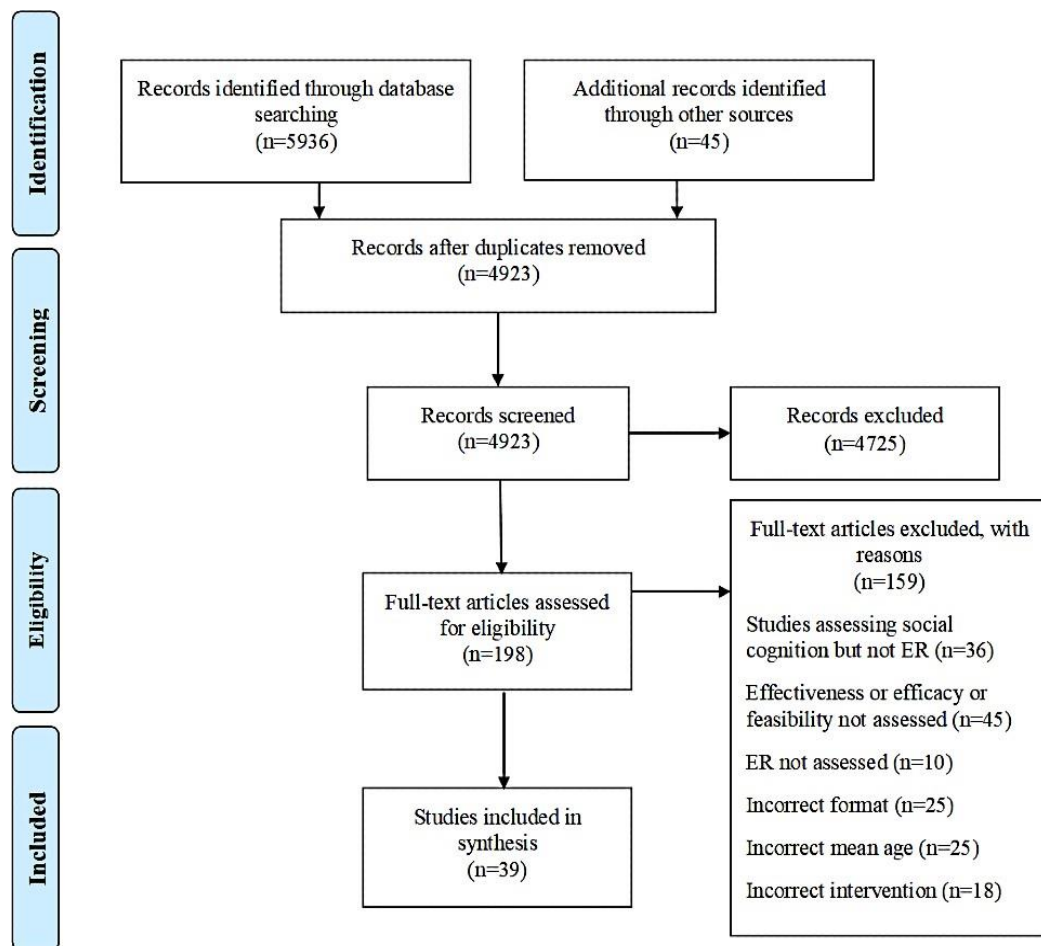 Identification
Records identified through database
searching
(n=5936)
Additional records identified
through other sources
(n=45)
Records after duplicates removed
(n=4923)
Screening
Records screened
(n=4923)
Records excluded
(n=4725)
Eligibility
Full-text articles assessed
for eligibility
(n=198)
Full-text articles excluded, with
reasons
(n=159)
Studies assessing social
cognition but not ER (n=36)
Effectiveness or efficacy or
feasibility not assessed (n=45)
ER not assessed (n=10)
Incorrect format (n=25)
Incorrect mean age (n=25)
Incorrect intervention (n=18)
Included
Studies included in
synthesis
(n=39)